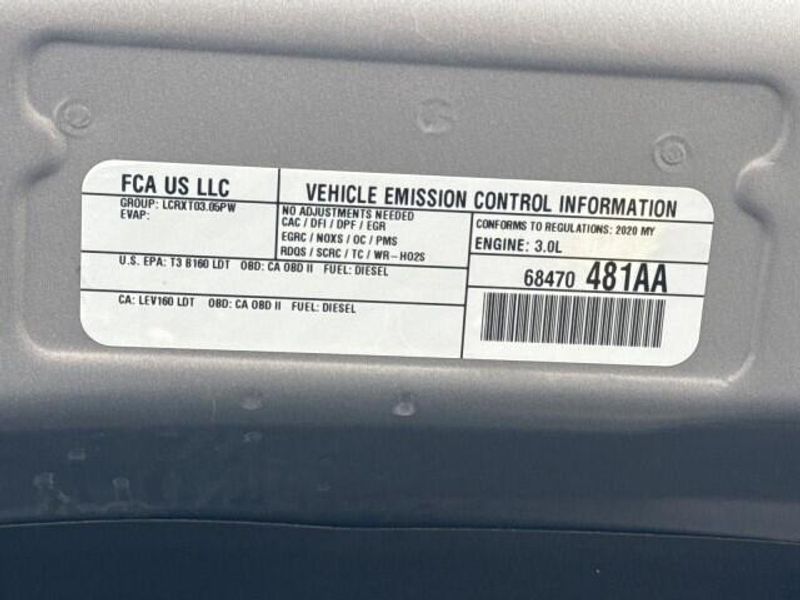 FCA US LLC
GROUP: LCRXT03.05PW
EVAP:
VEHICLE EMISSION CONTROL INFORMATION
NO ADJUSTMENTS NEEDED
CAC / DFI / DPF / EGR
EGRC / NOXS / OC / PMS
RDQS / SCRC / TC / WR-HO2S
CONFORMS TO REGULATIONS: 2020 MY
ENGINE: 3.0L
U.S. EPA: T3 B160 LDT OBD: CA OBD II FUEL: DIESEL
CA: LEV160 LDT OBD: CA OBD II FUEL: DIESEL
68470 481AA